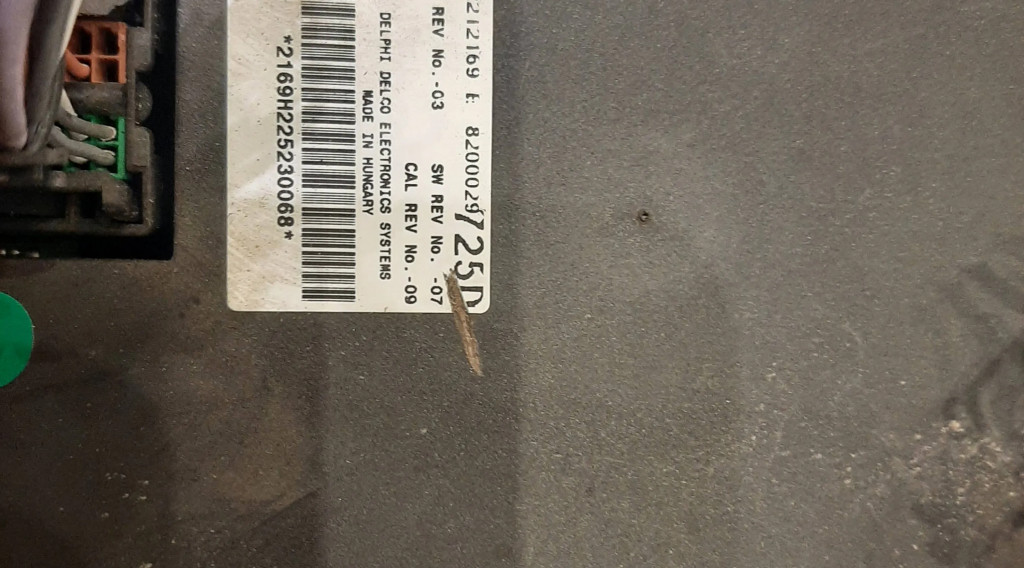 212169 E: 8200029725D
REV No.-03 SW REV No. -07
CAL REV No.-09
DELPHI DELCO ELECTRONICS SYSTEMS
MADE IN HUNGARY
*2169H225230068*